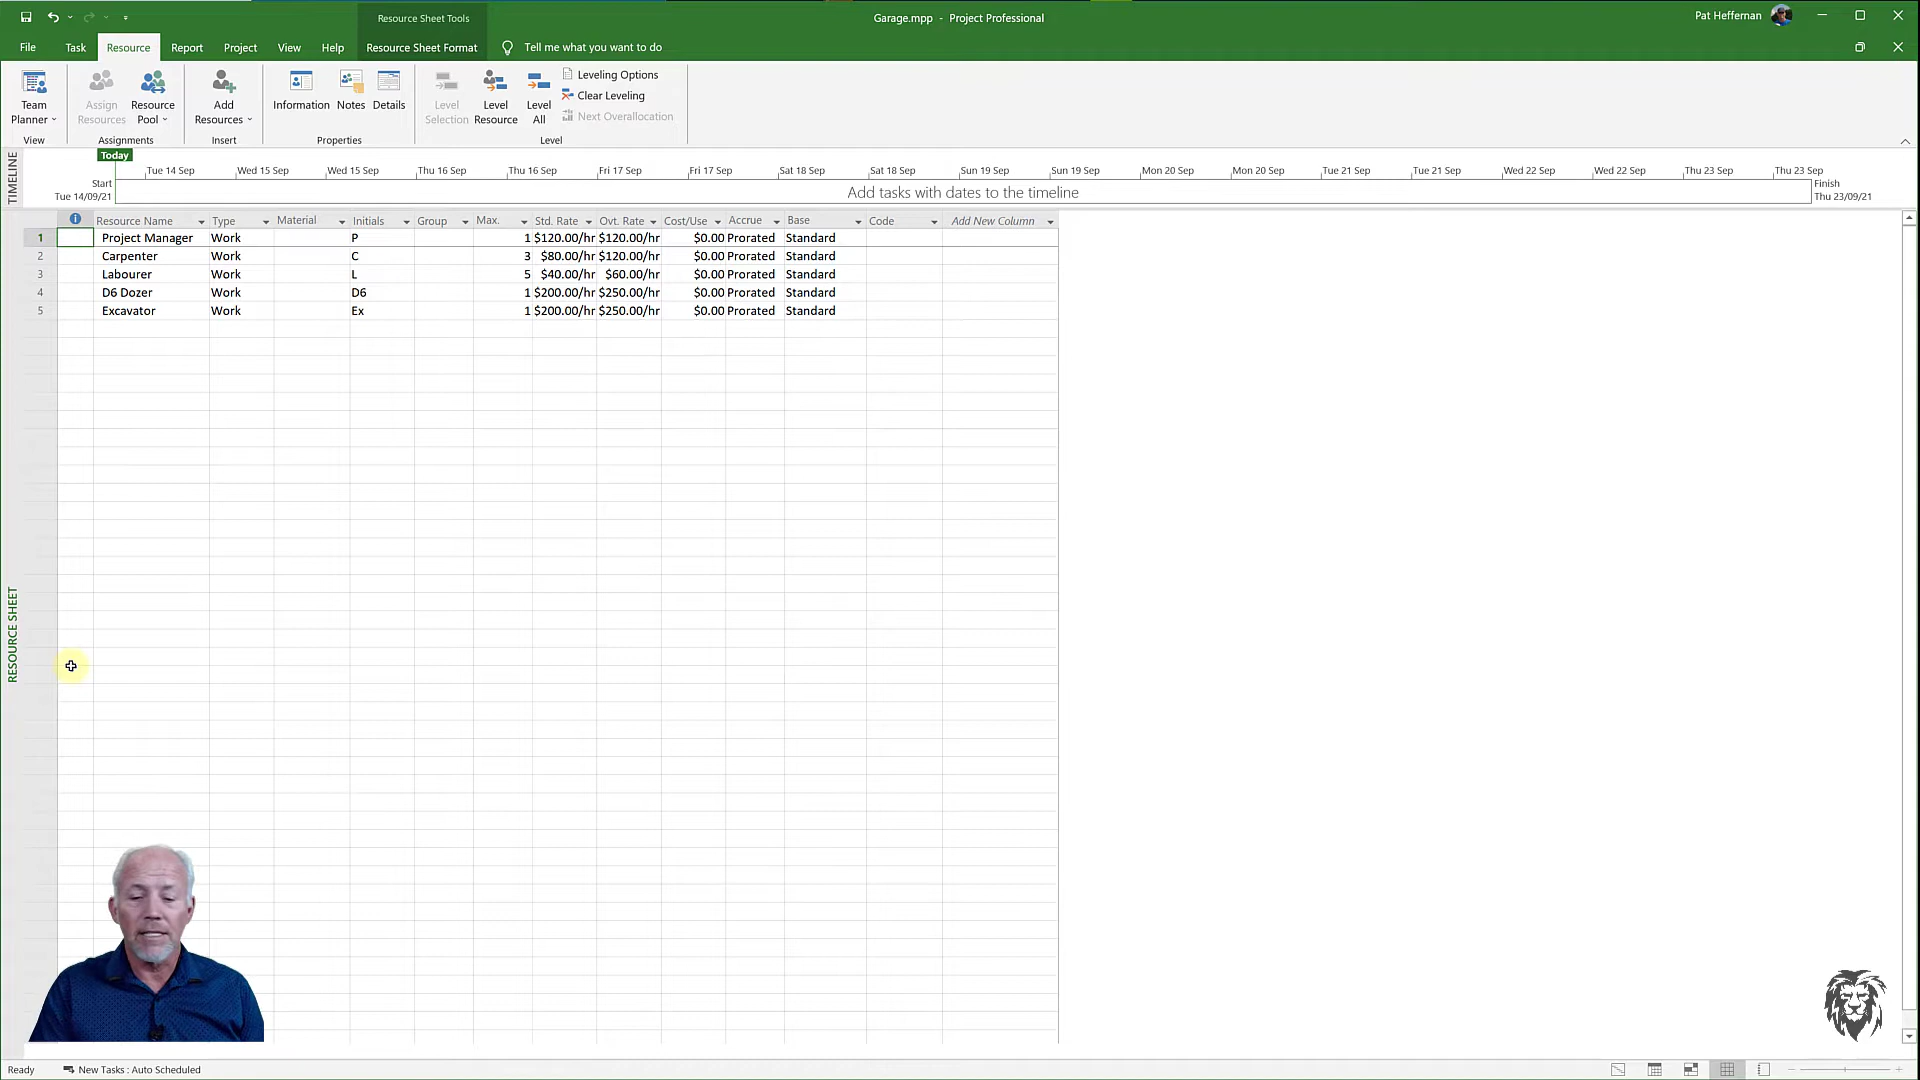 Resource Sheet Tools
Garage.mpp - Project Professional
Pat Heffernan
File Task Resource Report Project View Help Resource Sheet Format Tell me what you want to do
Team Planner
Assign Resources
Resource Pool
Add Resources
Information
Notes
Details
Level Selection
Level Resource
Level All
Leveling Options
Clear Leveling
Next Overallocation
View Assignments Insert Properties Level
TIMELINE
Today
Tue 14 Sep Wed 15 Sep Wed 15 Sep Thu 16 Sep Thu 16 Sep Fri 17 Sep Fri 17 Sep Sat 18 Sep Sat 18 Sep Sun 19 Sep Sun 19 Sep Mon 20 Sep Mon 20 Sep Tue 21 Sep Tue 21 Sep Wed 22 Sep Wed 22 Sep Thu 23 Sep Thu 23 Sep
Start
Tue 14/09/21
Add tasks with dates to the timeline
Finish
Thu 23/09/21
Resource Name Type Material Initials Group Max. Std. Rate Ovt. Rate Cost/Use Accrue Base Code Add New Column
1 Project Manager Work P 1 $120.00/hr $120.00/hr $0.00 Prorated Standard
2 Carpenter Work C 3 $80.00/hr $120.00/hr $0.00 Prorated Standard
3 Labourer Work L 5 $40.00/hr $60.00/hr $0.00 Prorated Standard
4 D6 Dozer Work D6 1 $200.00/hr $250.00/hr $0.00 Prorated Standard
5 Excavator Work Ex 1 $200.00/hr $250.00/hr $0.00 Prorated Standard
RESOURCE SHEET
Ready New Tasks : Auto Scheduled